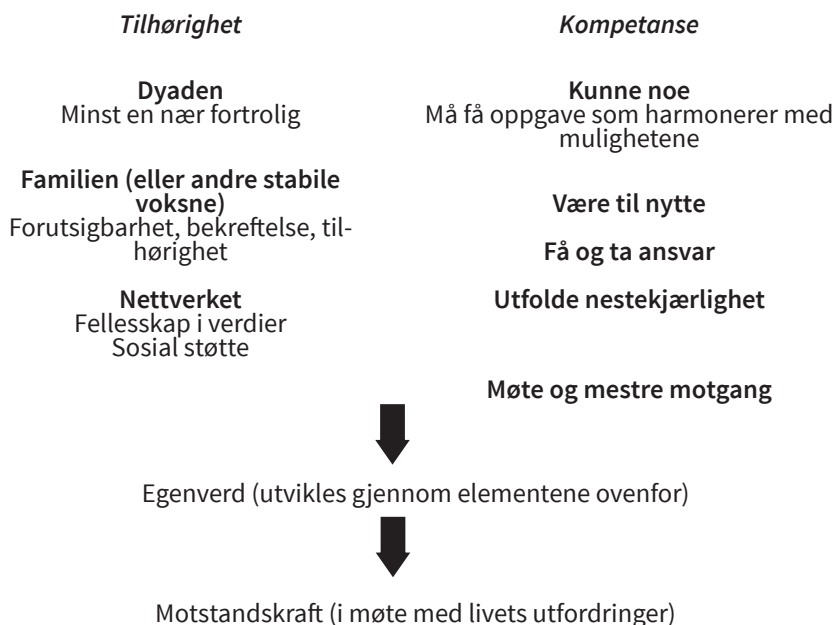 Tilhørighet
Dyaden
Minst en nær fortrolig
Familien (eller andre stabile
voksne)
Forutsigbarhet, bekreftelse, til-
hørighet
Nettverket
Fellesskap i verdier
Sosial støtte
Kompetanse
Kunne noe
Må få oppgave som harmonerer med
mulighetene
Være til nytte
Få og ta ansvar
Utfolde nestekjærlighet
Møte og mestre motgang
Egenverd (utvikles gjennom elementene ovenfor)
Motstandskraft (i møte med livets utfordringer)